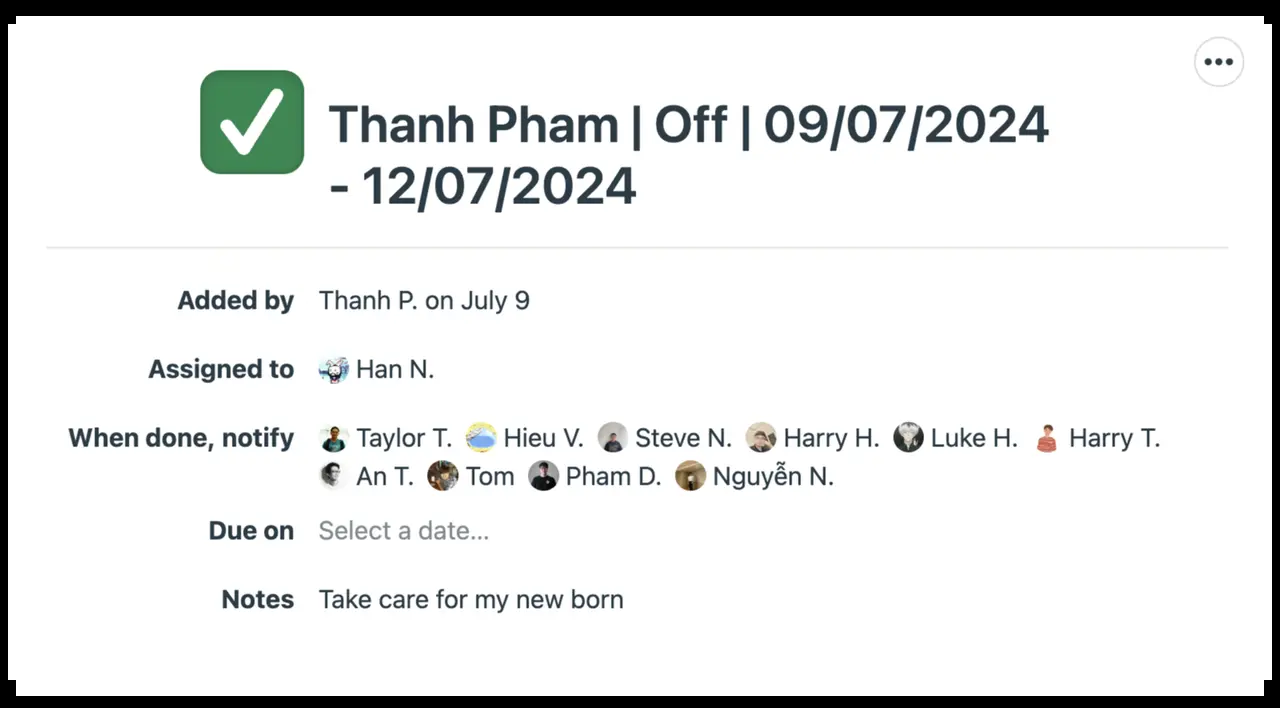 Thanh Pham | Off | 09/07/2024
- 12/07/2024
Added by Thanh P. on July 9
Assigned to Han N.
When done, notify Taylor T. Hieu V. Steve N. Harry H. Luke H. Harry T.
An T. Tom Pham D. Nguyễn N.
Due on Select a date...
Notes Take care for my new born